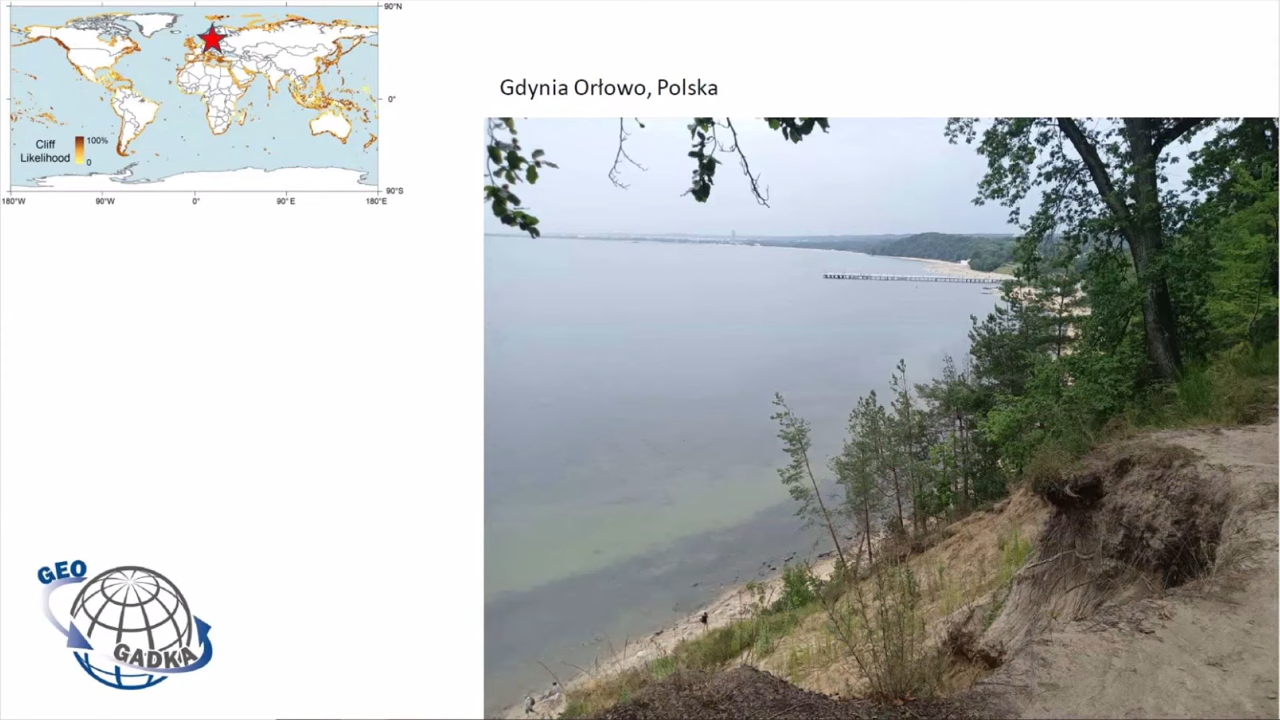 90°N
0°
90°S
180°W
90°W
0°
90°E
180°E
Cliff
Likelihood
100%
0
Gdynia Orłowo, Polska
GEO
GADKA